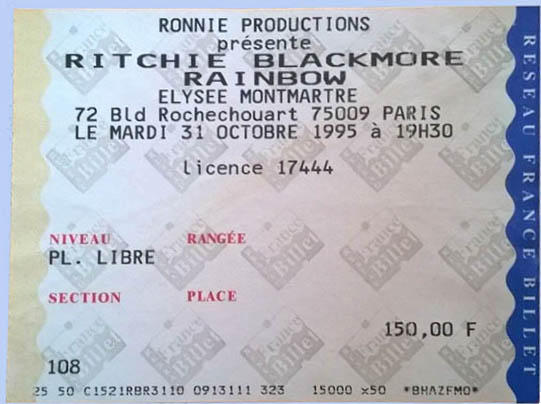 RONNIE PRODUCTIONS
présente
RITCHIE BLACKMORE
RAINBOW
ELYSEE MONTMARTRE
72 Bld Rochechouart 75009 PARIS
LE MARDI 31 OCTOBRE 1995 à 19H30
licence 17444
NIVEAU RANGÉE
PL. LIBRE
SECTION PLACE
150,00 F
108
25 50 C1521RBR3110 0913111 323 15000 x50 *BHAZFMO*
RESEAU FRANCE BILLET
France Billet